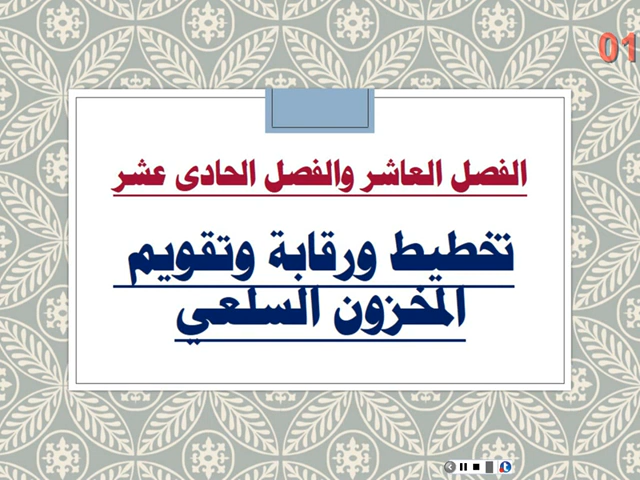 01
الفصل العاشر والفصل الحادى عشر
تخطيط ورقابة وتقويم
المخزون السلعي